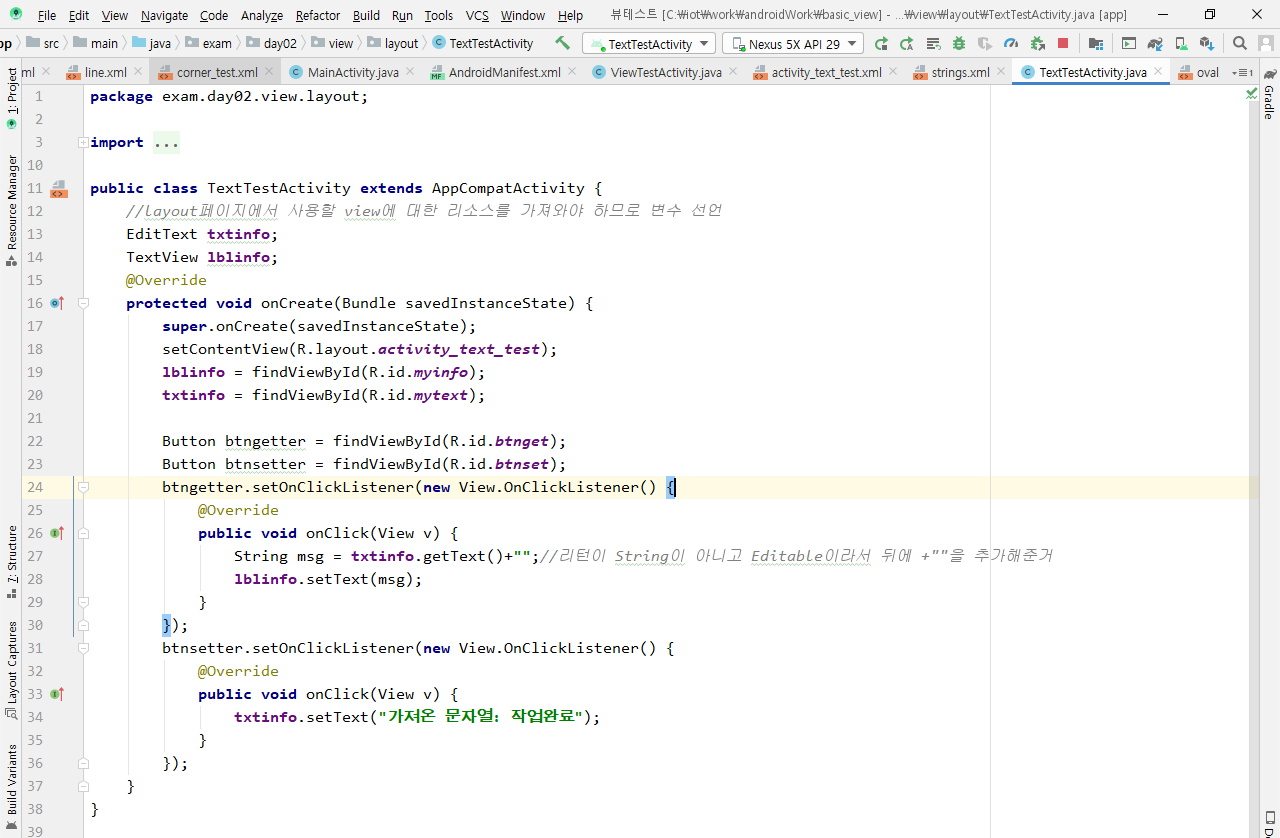 File Edit View Navigate Code Analyze Refactor Build Run Tools VCS Window Help 뷰테스트 [C:₩iot₩work₩androidWork₩basic_view] - ...₩view₩layout₩TextTestActivity.java [app]
pp src main java exam day02 view layout TextTestActivity TextTestActivity Nexus 5X API 29
ml line.xml corner_test.xml MainActivity.java AndroidManifest.xml ViewTestActivity.java activity_text_test.xml strings.xml TextTestActivity.java oval 1
1: Project
Resource Manager
7: Structure
Layout Captures
Build Variants
1 package exam.day02.view.layout;
2
3 import ...
10
11 public class TextTestActivity extends AppCompatActivity {
12 //layout페이지에서 사용할 view에 대한 리소스를 가져와야 하므로 변수 선언
13 EditText txtinfo;
14 TextView lblinfo;
15 @Override
16 protected void onCreate(Bundle savedInstanceState) {
17 super.onCreate(savedInstanceState);
18 setContentView(R.layout.activity_text_test);
19 lblinfo = findViewById(R.id.myinfo);
20 txtinfo = findViewById(R.id.mytext);
21
22 Button btngetter = findViewById(R.id.btnget);
23 Button btnsetter = findViewById(R.id.btnset);
24 btngetter.setOnClickListener(new View.OnClickListener() {
25 @Override
26 public void onClick(View v) {
27 String msg = txtinfo.getText()+"";//리턴이 String이 아니고 Editable이라서 뒤에 +""을 추가해준거
28 lblinfo.setText(msg);
29 }
30 });
31 btnsetter.setOnClickListener(new View.OnClickListener() {
32 @Override
33 public void onClick(View v) {
34 txtinfo.setText("가져온 문자열: 작업완료");
35 }
36 });
37 }
38 }
39
Gradle
D